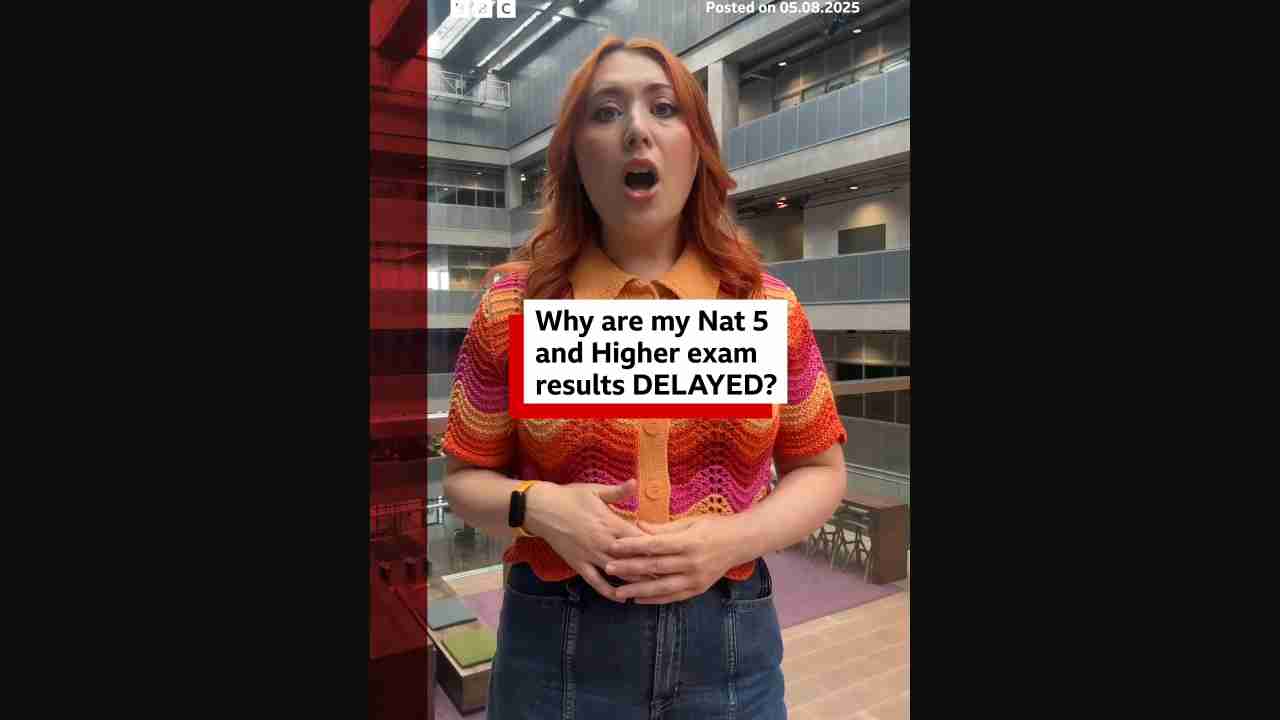 BBC
Posted on 05.08.2025
Why are my Nat 5
and Higher exam
results DELAYED?